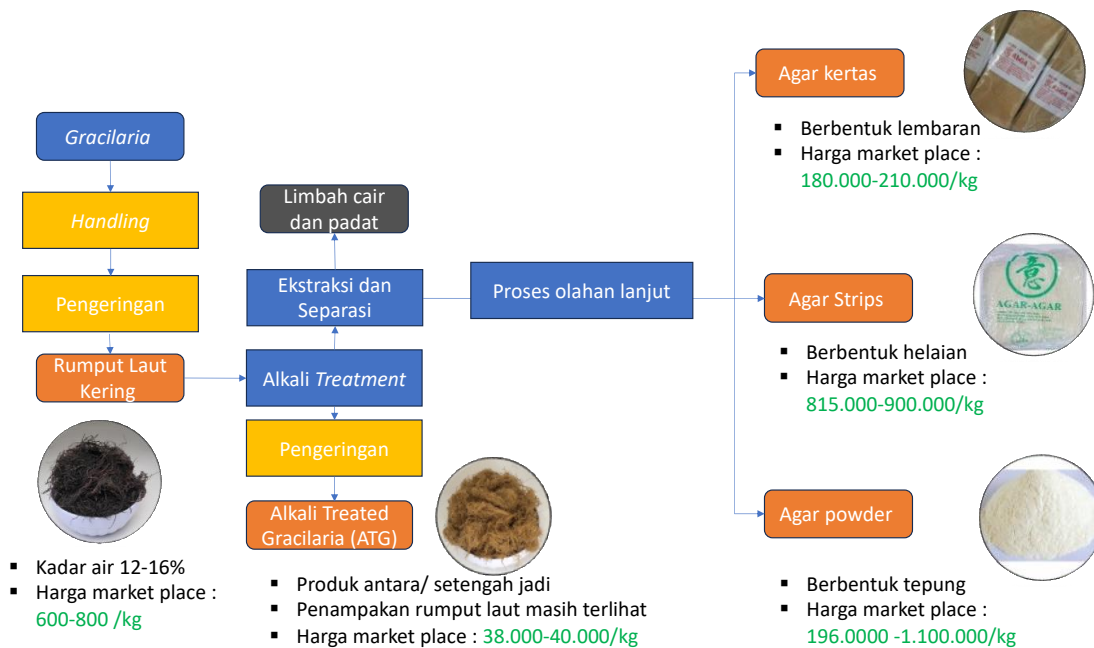 Gracilaria
Handling
Pengeringan
Rumput Laut
Kering
▪ Kadar air 12-16%
▪ Harga market place :
600-800 /kg
Limbah cair
dan padat
Ekstraksi dan
Separasi
Alkali Treatment
Pengeringan
Alkali Treated
Gracilaria (ATG)
▪ Produk antara/ setengah jadi
▪ Penampakan rumput laut masih terlihat
▪ Harga market place : 38.000-40.000/kg
Proses olahan lanjut
Agar kertas
▪ Berbentuk lembaran
▪ Harga market place :
180.000-210.000/kg
Agar Strips
意
AGAR-AGAR
▪ Berbentuk helaian
▪ Harga market place :
815.000-900.000/kg
Agar powder
▪ Berbentuk tepung
▪ Harga market place :
196.0000 -1.100.000/kg